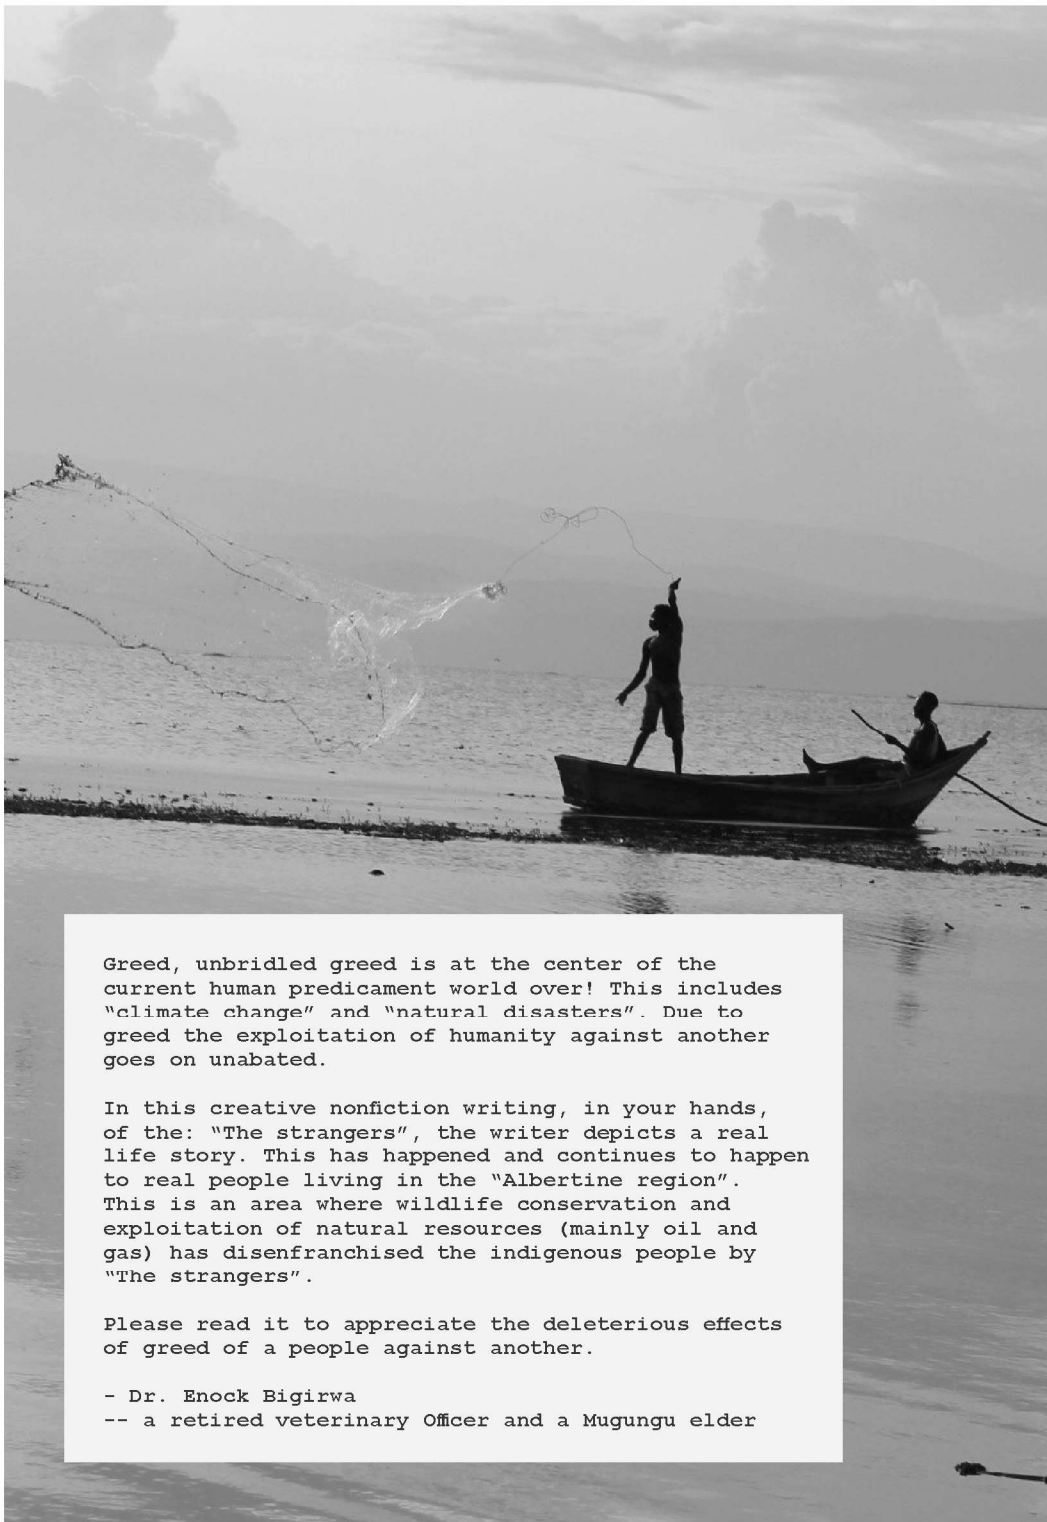 Greed, unbridled greed is at the center of the
current human predicament world over! This includes
“climate change” and “natural disasters”. Due to
greed the exploitation of humanity against another
goes on unabated.
In this creative nonfiction writing, in your hands,
of the: “The strangers”, the writer depicts a real
life story. This has happened and continues to happen
to real people living in the “Albertine region”.
This is an area where wildlife conservation and
exploitation of natural resources (mainly oil and
gas) has disenfranchised the indigenous people by
“The strangers”.
Please read it to appreciate the deleterious effects
of greed of a people against another.
- Dr. Enock Bigirwa
-- a retired veterinary Officer and a Mugungu elder